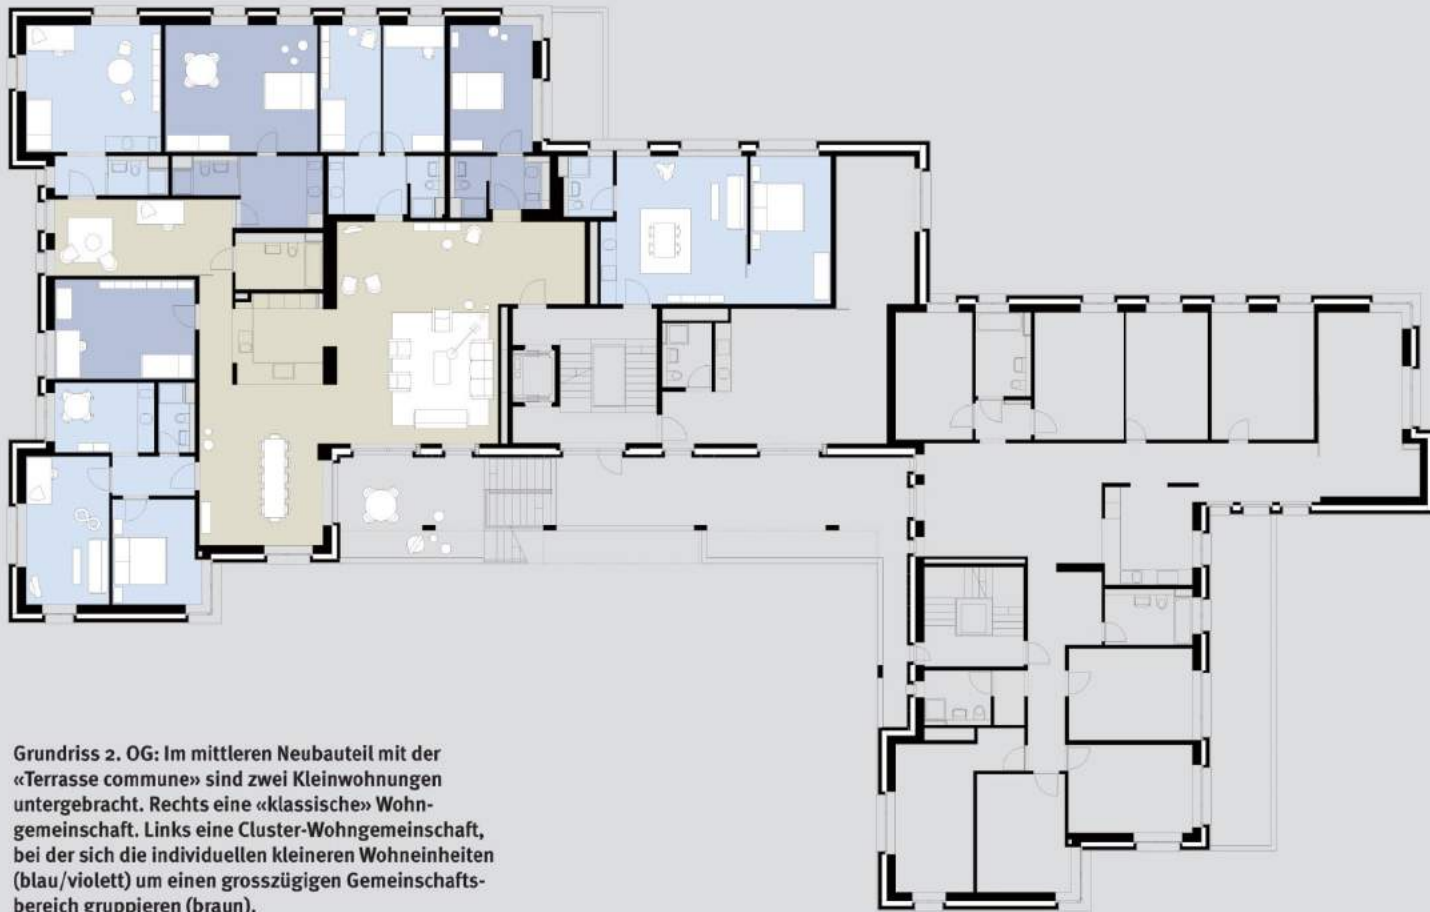 Grundriss 2. OG: Im mittleren Neubauteil mit der
«Terrasse commune» sind zwei Kleinwohnungen
untergebracht. Rechts eine «klassische» Wohn-
gemeinschaft. Links eine Cluster-Wohngemeinschaft,
bei der sich die individuellen kleineren Wohneinheiten
(blau/violett) um einen grosszügigen Gemeinschafts-
bereich gruppieren (braun).